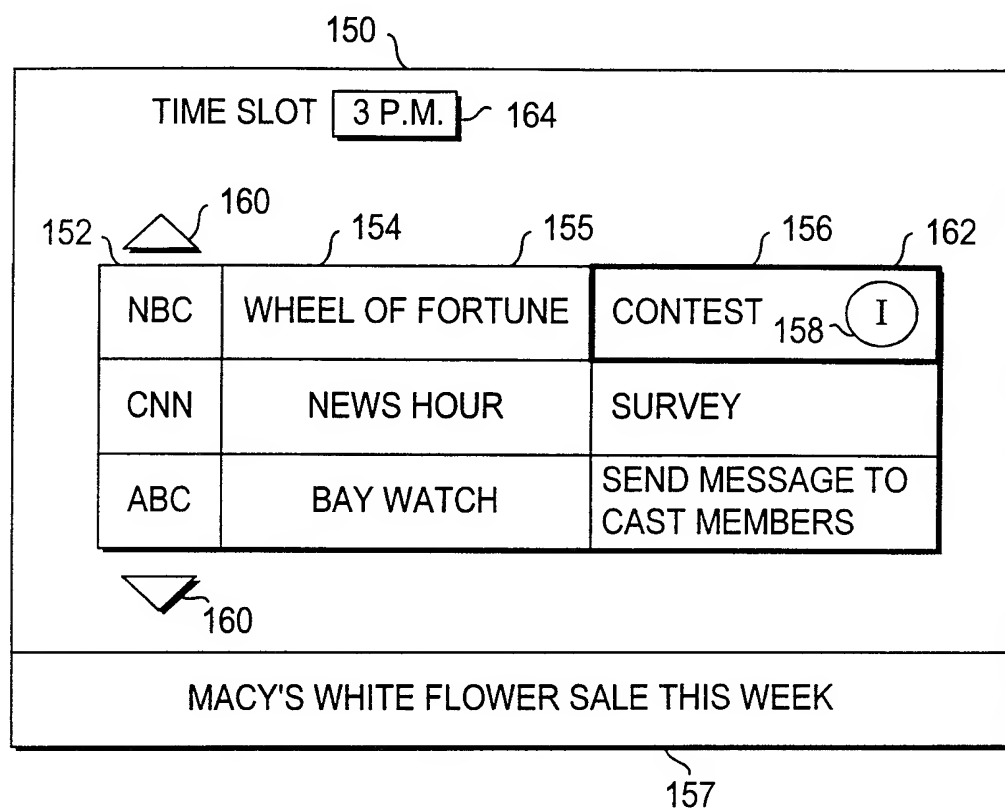 150
TIME SLOT 3 P.M. 164
160
152 154 155 156 162
NBC WHEEL OF FORTUNE CONTEST 158 I
CNN NEWS HOUR SURVEY
ABC BAY WATCH SEND MESSAGE TO
CAST MEMBERS
160
MACY'S WHITE FLOWER SALE THIS WEEK
157